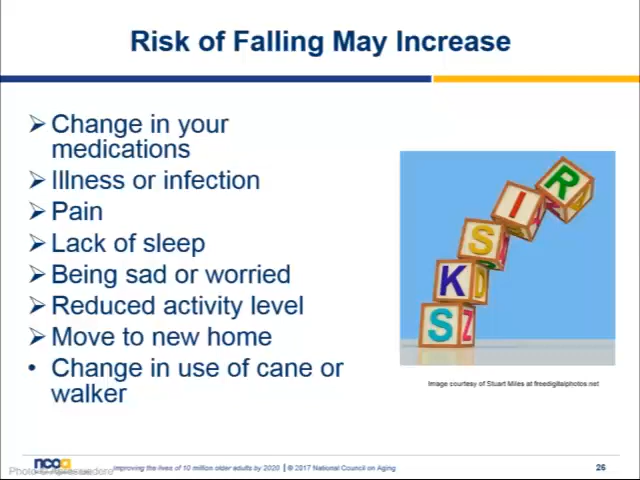 Risk of Falling May Increase
➢ Change in your
medications
➢ Illness or infection
➢ Pain
➢ Lack of sleep
➢ Being sad or worried
➢ Reduced activity level
➢ Move to new home
• Change in use of cane or
walker
R
I
S
K
S Z
Image courtesy of Stuart Miles at freedigitalphotos.net
ncoa
improving the lives of 10 million older adults by 2020 | © 2017 National Council on Aging
26